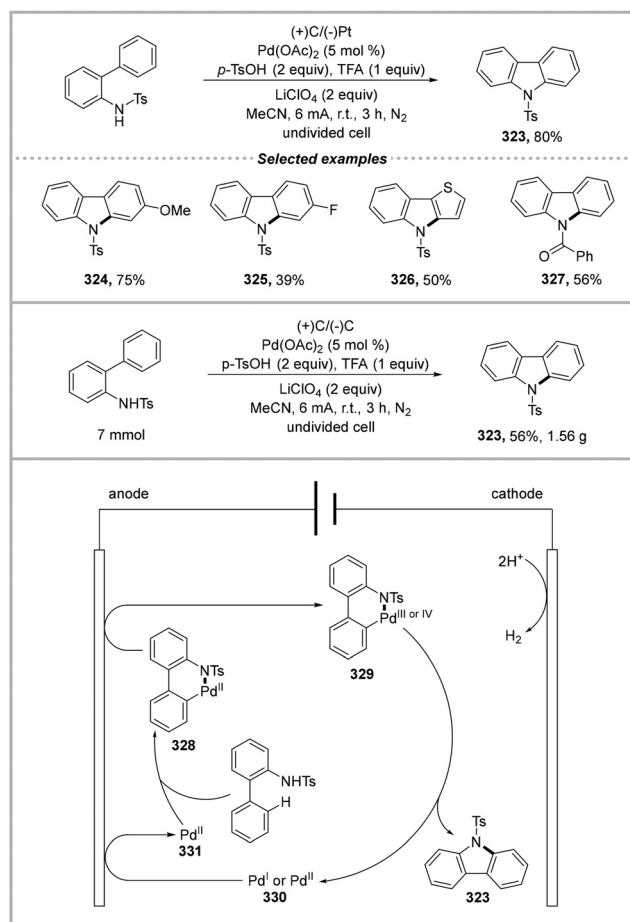 (+)C/(-)Pt
Pd(OAc)2 (5 mol %)
p-TsOH (2 equiv), TFA (1 equiv)
LiClO4 (2 equiv)
MeCN, 6 mA, r.t., 3 h, N2
undivided cell
N
H
Ts
N
Ts
323, 80%
Selected examples
OMe
N
Ts
324, 75%
F
N
Ts
325, 39%
S
N
Ts
326, 50%
N
O
Ph
327, 56%
(+)C/(-)C
Pd(OAc)2 (5 mol %)
p-TsOH (2 equiv), TFA (1 equiv)
LiClO4 (2 equiv)
MeCN, 6 mA, r.t., 3 h, N2
undivided cell
NHTs
7 mmol
N
Ts
323, 56%, 1.56 g
anode
cathode
NTs
PdIII or IV
329
2H+
H2
NTs
PdII
328
NHTs
H
PdII
331
PdI or PdII
330
Ts
N
323